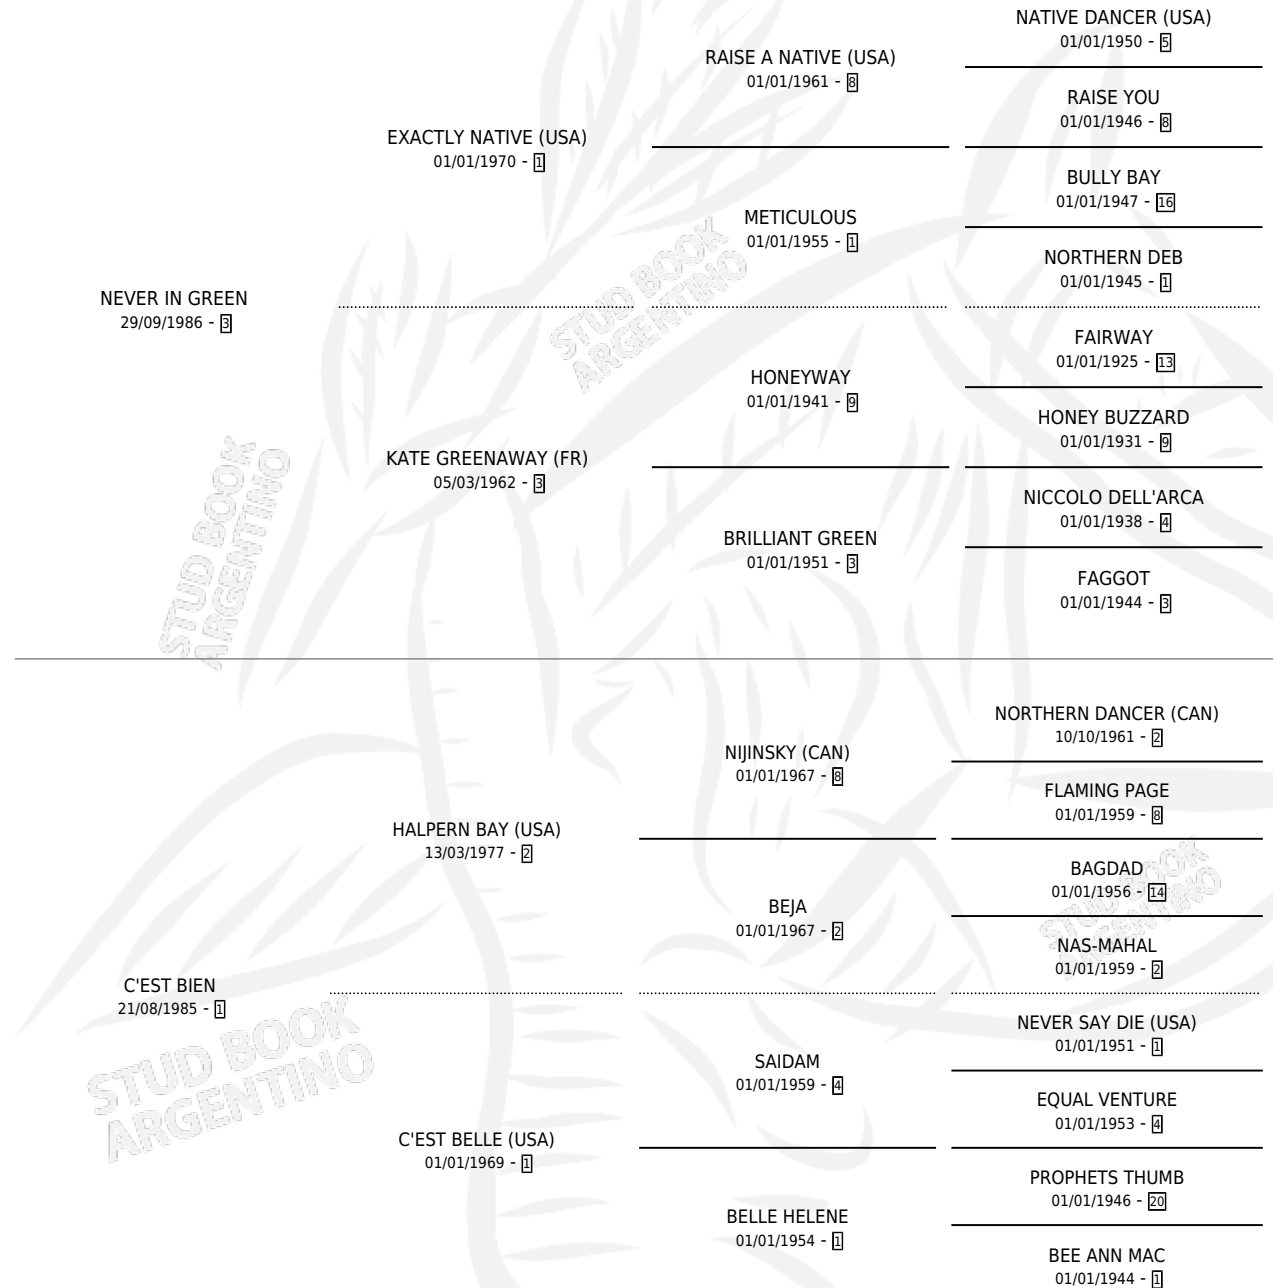 NATIVE DANCER (USA)
01/01/1950 - 5
RAISE A NATIVE (USA)
01/01/1961 - 8
RAISE YOU
01/01/1946 - 8
EXACTLY NATIVE (USA)
01/01/1970 - 1
BULLY BAY
01/01/1947 - 16
METICULOUS
01/01/1955 - 1
NORTHERN DEB
01/01/1945 - 1
NEVER IN GREEN
29/09/1986 - 3
FAIRWAY
01/01/1925 - 13
HONEYWAY
01/01/1941 - 9
HONEY BUZZARD
01/01/1931 - 9
KATE GREENAWAY (FR)
05/03/1962 - 3
NICCOLO DELL'ARCA
01/01/1938 - 4
BRILLIANT GREEN
01/01/1951 - 3
FAGGOT
01/01/1944 - 3
NORTHERN DANCER (CAN)
10/10/1961 - 2
NIJINSKY (CAN)
01/01/1967 - 8
FLAMING PAGE
01/01/1959 - 8
HALPERN BAY (USA)
13/03/1977 - 2
BAGDAD
01/01/1956 - 14
BEJA
01/01/1967 - 2
NAS-MAHAL
01/01/1959 - 2
C'EST BIEN
21/08/1985 - 1
NEVER SAY DIE (USA)
01/01/1951 - 1
SAIDAM
01/01/1959 - 4
EQUAL VENTURE
01/01/1953 - 4
C'EST BELLE (USA)
01/01/1969 - 1
PROPHETS THUMB
01/01/1946 - 20
BELLE HELENE
01/01/1954 - 1
BEE ANN MAC
01/01/1944 - 1
STUD BOOK
ARGENTINO
STUD BOOK
ARGENTINO
STUD BOOK
ARGENTINO
STUD BOOK
ARGENTINO